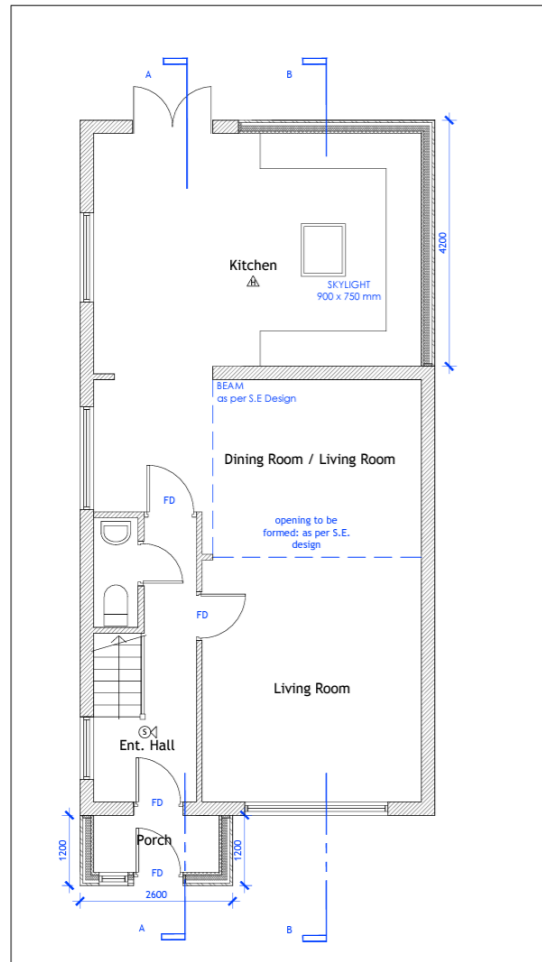 A
B
Kitchen
H
SKYLIGHT
900 x 750 mm
4200
BEAM
as per S.E Design
Dining Room / Living Room
FD
opening to be
formed: as per S.E.
design
FD
Living Room
S
Ent. Hall
FD
Porch
1200
1200
FD
2600
A
B